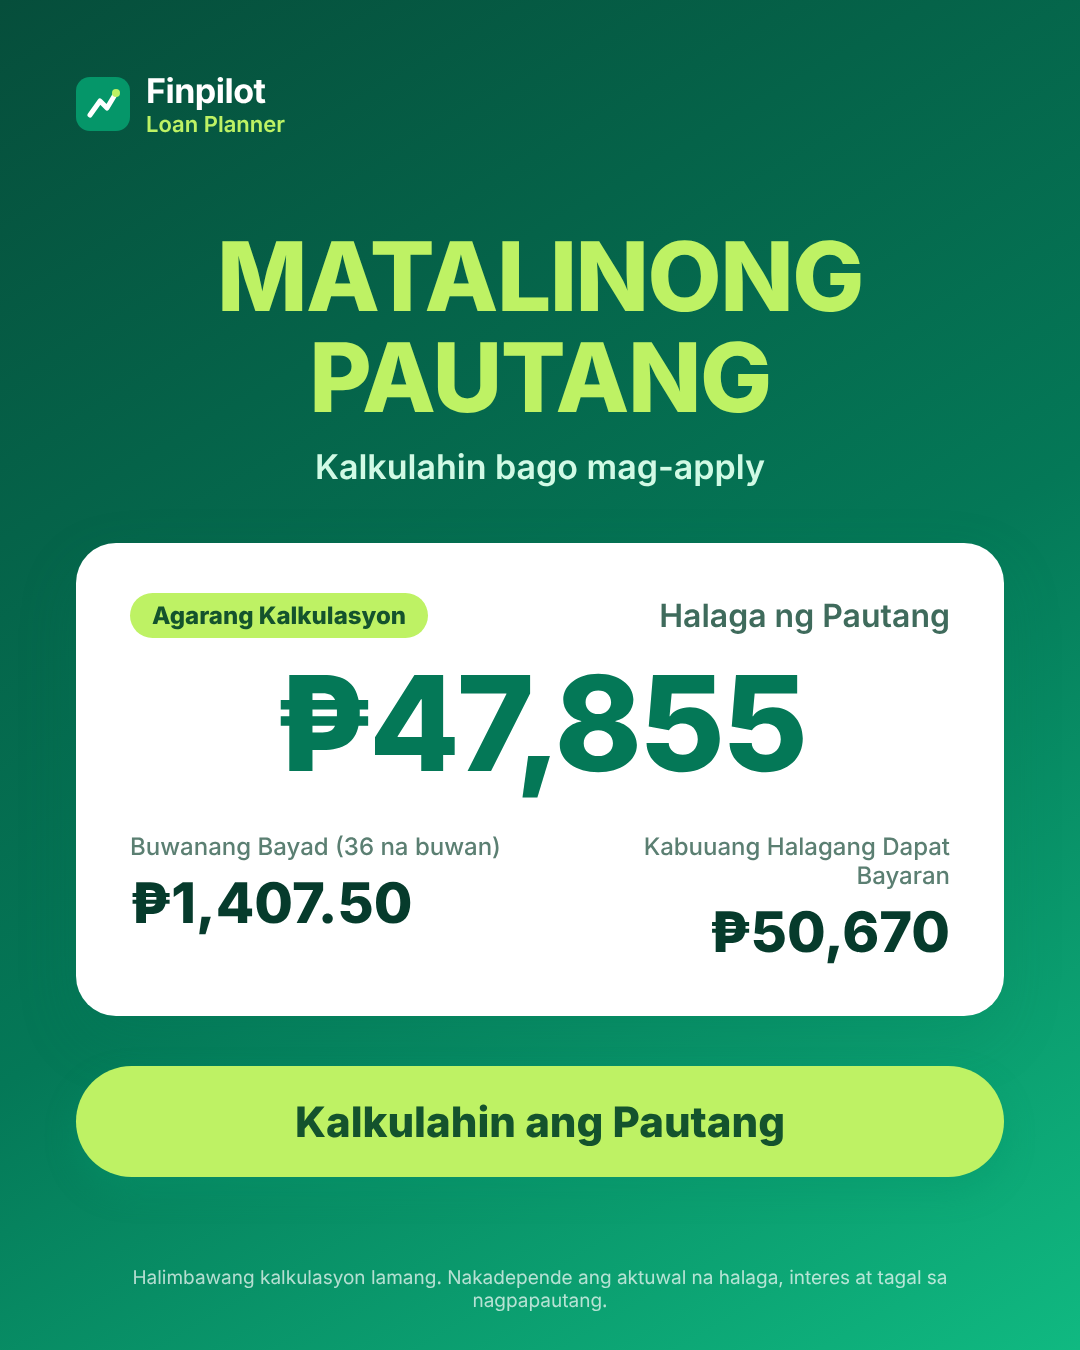 Finpilot
Loan Planner
MATALINONG
PAUTANG
Kalkulahin bago mag-apply
Agarang Kalkulasyon
Halaga ng Pautang
₱47,855
Buwanang Bayad (36 na buwan)
₱1,407.50
Kabuuang Halagang Dapat
Bayaran
₱50,670
Kalkulahin ang Pautang
Halimbawang kalkulasyon lamang. Nakadepende ang aktuwal na halaga, interes at tagal sa
nagpapautang.